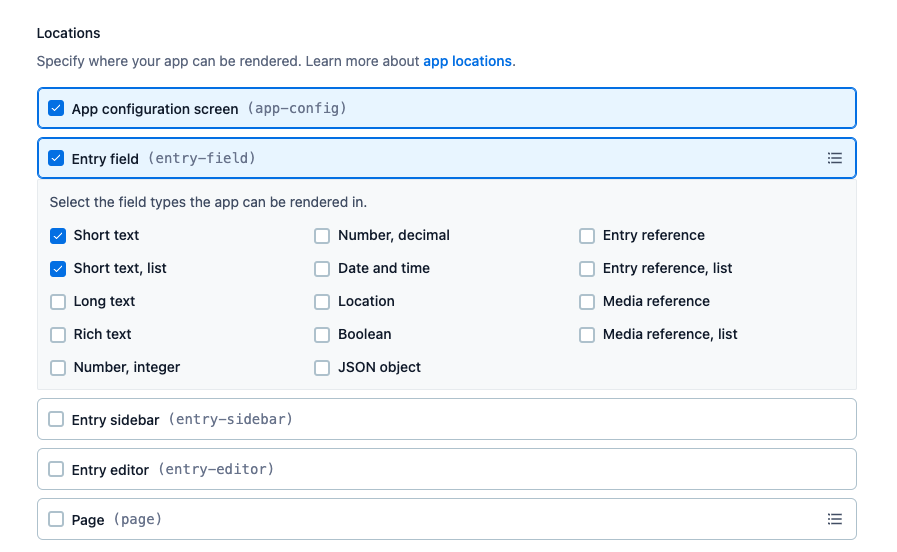 Locations
Specify where your app can be rendered. Learn more about app locations.
App configuration screen (app-config)
Entry field (entry-field)
Select the field types the app can be rendered in.
Short text
Number, decimal
Entry reference
Short text, list
Date and time
Entry reference, list
Long text
Location
Media reference
Rich text
Boolean
Media reference, list
Number, integer
JSON object
Entry sidebar (entry-sidebar)
Entry editor (entry-editor)
Page (page)